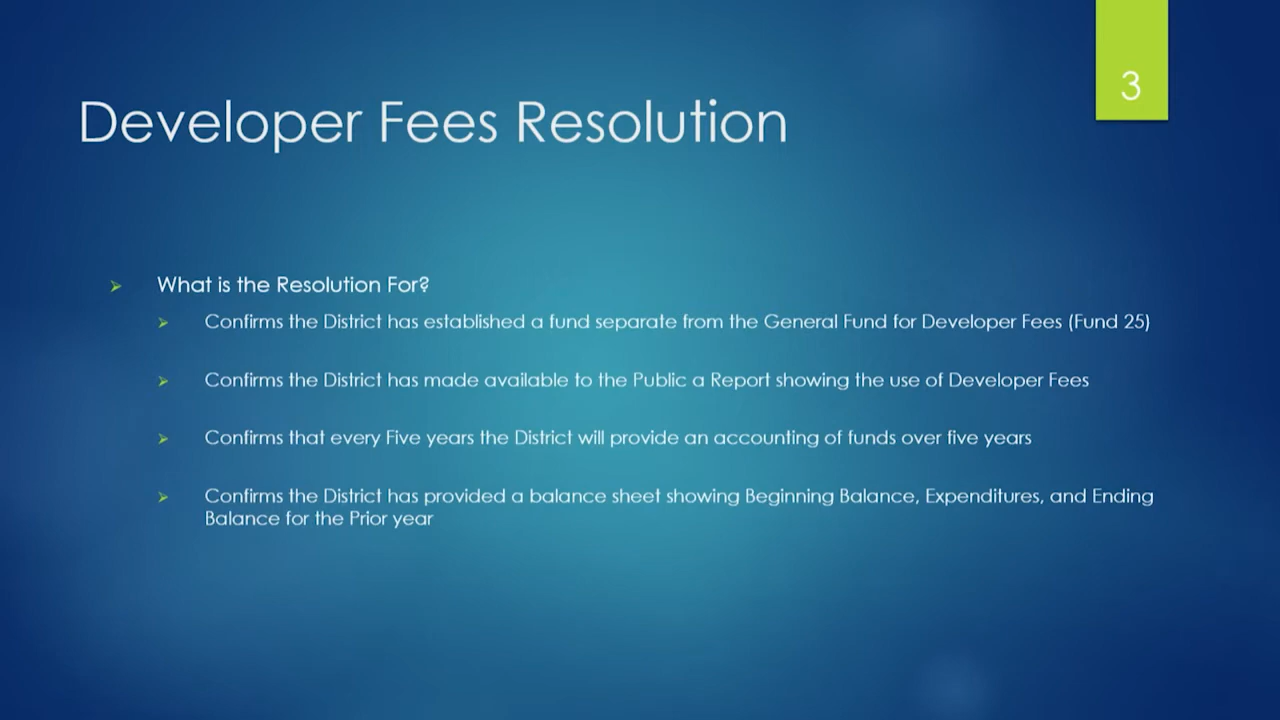 3
Developer Fees Resolution
What is the Resolution For?
Confirms the District has established a fund separate from the General Fund for Developer Fees (Fund 25)
Confirms the District has made available to the Public a Report showing the use of Developer Fees
Confirms that every Five years the District will provide an accounting of funds over five years
Confirms the District has provided a balance sheet showing Beginning Balance, Expenditures, and Ending
Balance for the Prior year